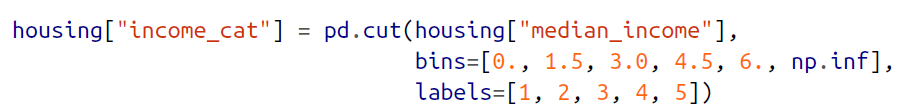 housing["income_cat"] = pd.cut(housing["median_income"],
                               bins=[0., 1.5, 3.0, 4.5, 6., np.inf],
                               labels=[1, 2, 3, 4, 5])